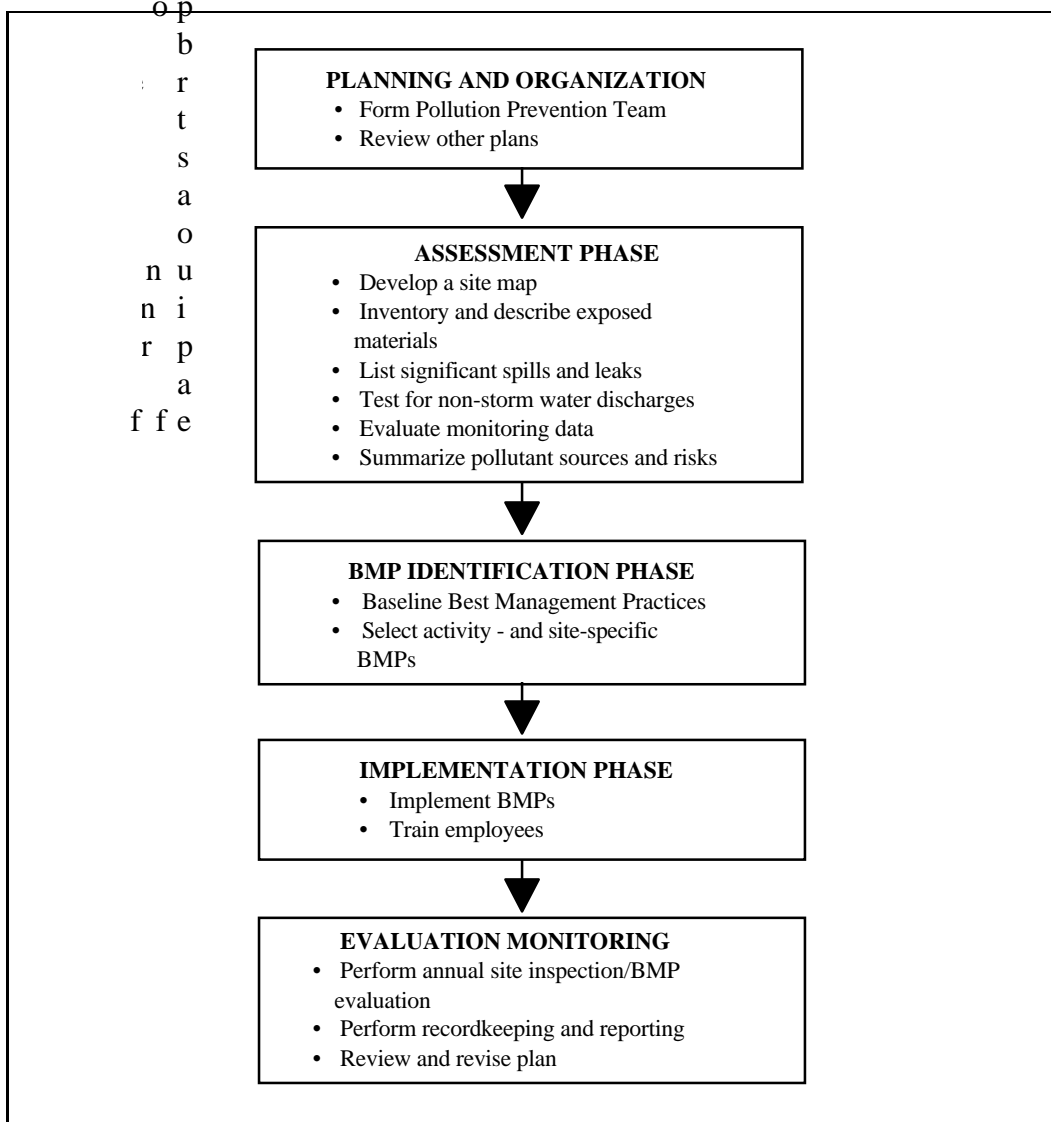 o p
b
r
t
s
a
o
n u
n i
r p
a
f f e
PLANNING AND ORGANIZATION
• Form Pollution Prevention Team
• Review other plans
ASSESSMENT PHASE
• Develop a site map
• Inventory and describe exposed
materials
• List significant spills and leaks
• Test for non-storm water discharges
• Evaluate monitoring data
• Summarize pollutant sources and risks
BMP IDENTIFICATION PHASE
• Baseline Best Management Practices
• Select activity - and site-specific
BMPs
IMPLEMENTATION PHASE
• Implement BMPs
• Train employees
EVALUATION MONITORING
• Perform annual site inspection/BMP
evaluation
• Perform recordkeeping and reporting
• Review and revise plan